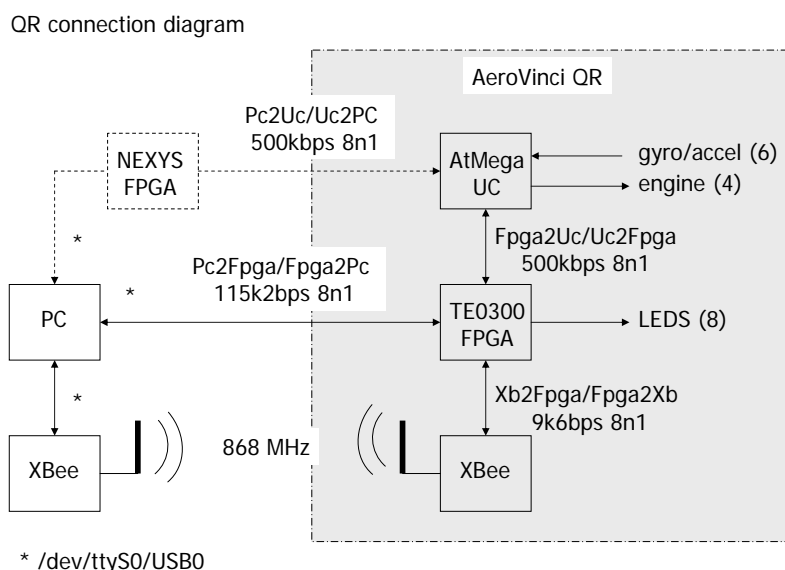 QR connection diagram
AeroVinci QR
Pc2Uc/Uc2PC
500kbps 8n1
NEXYS
FPGA
AtMega
UC
gyro/accel (6)
engine (4)
*
Fpga2Uc/Uc2Fpga
500kbps 8n1
Pc2Fpga/Fpga2Pc
115k2bps 8n1
*
PC
TE0300
FPGA
LEDS (8)
*
Xb2Fpga/Fpga2Xb
9k6bps 8n1
XBee
868 MHz
XBee
* /dev/ttyS0/USB0